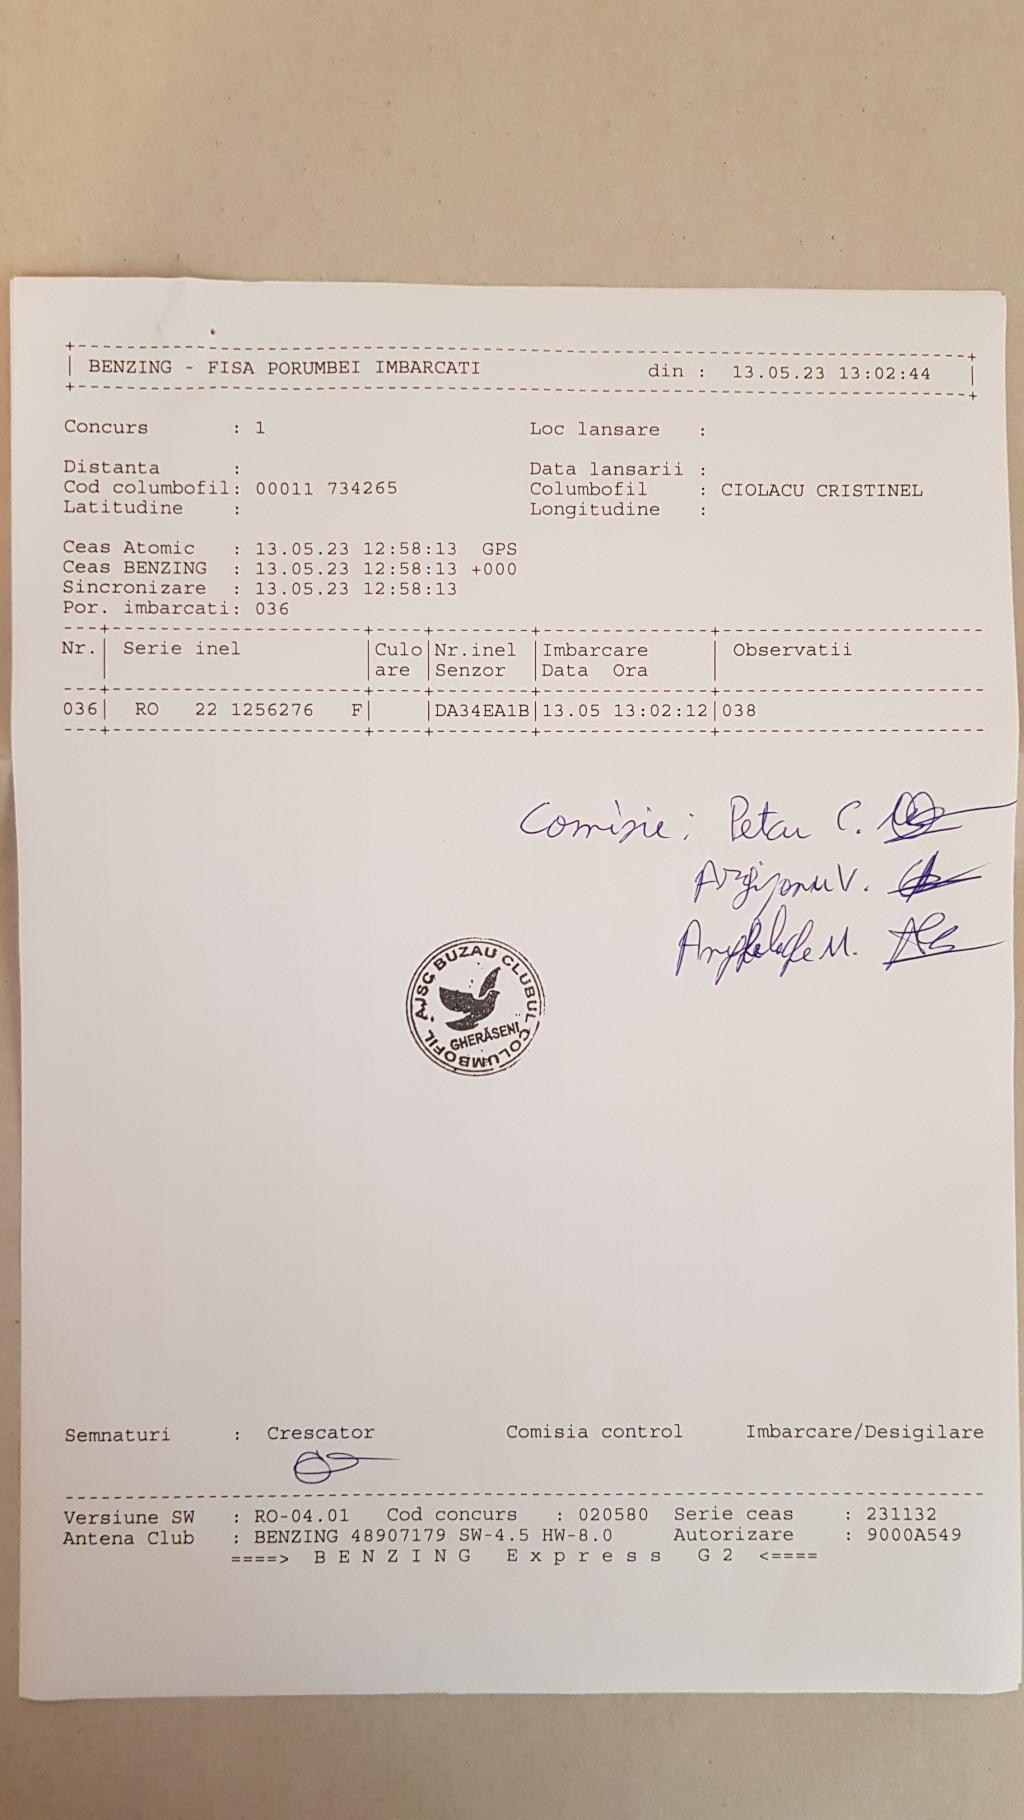 BENZING - FISA PORUMBEI IMBARCATI din : 13.05.23 13:02:44
Concurs : 1 Loc lansare :
Distanta : Data lansarii :
Cod columbofil: 00011 734265 Columbofil : CIOLACU CRISTINEL
Latitudine : Longitudine :
Ceas Atomic : 13.05.23 12:58:13 GPS
Ceas BENZING : 13.05.23 12:58:13 +000
Sincronizare : 13.05.23 12:58:13
Por. imbarcati: 036
Nr.| Serie inel |Culo|Nr.inel |Imbarcare | Observatii
|are |Senzor |Data Ora
036| RO 22 1256276 F| |DA34EA1B|13.05 13:02:12|038
Comisie: Petar C.
V.
M.
AJSC BUZAU CLUBUL COLUMBOFIL
GHERĂSENI
Semnaturi : Crescator Comisia control Imbarcare/Desigilare
Versiune SW : RO-04.01 Cod concurs : 020580 Serie ceas : 231132
Antena Club : BENZING 48907179 SW-4.5 HW-8.0 Autorizare : 9000A549
====> B E N Z I N G E x p r e s s G 2 <====